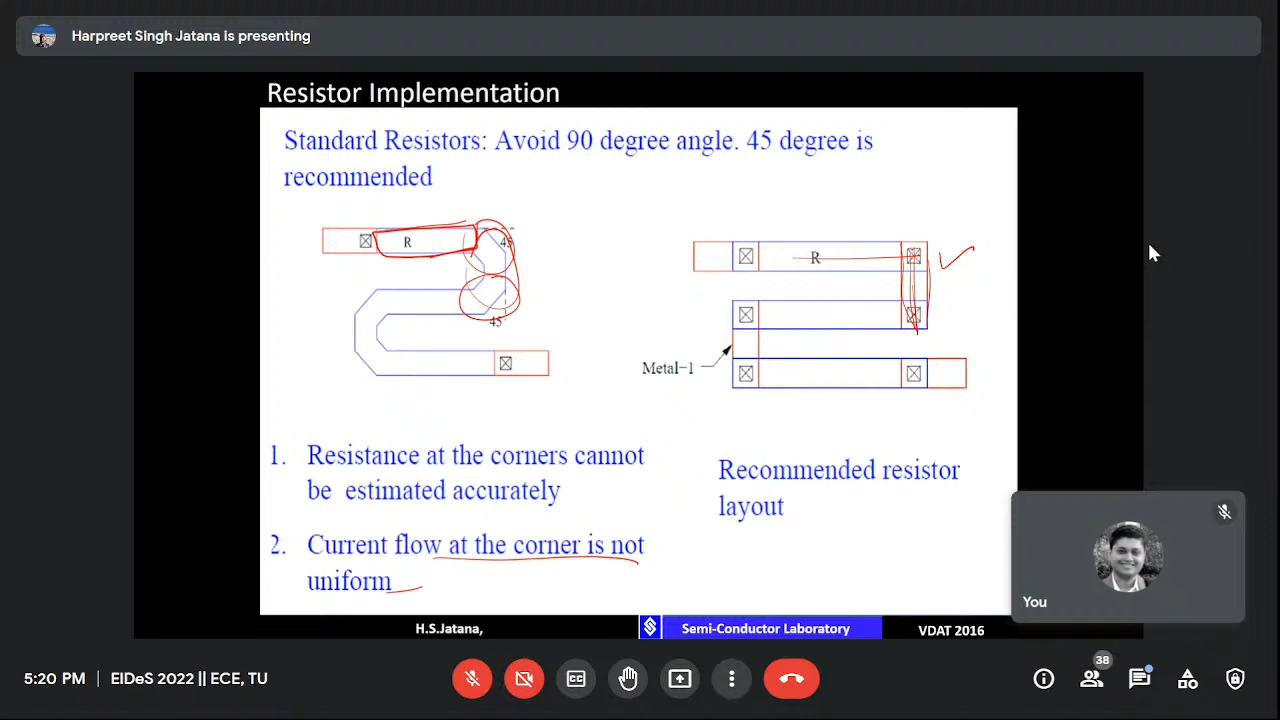 Harpreet Singh Jatana is presenting
Resistor Implementation
Standard Resistors: Avoid 90 degree angle. 45 degree is
recommended
R
45
45
R
Metal-1
1. Resistance at the corners cannot
be estimated accurately
2. Current flow at the corner is not
uniform
Recommended resistor
layout
You
H.S.Jatana,
Semi-Conductor Laboratory
VDAT 2016
5:20 PM | EIDeS 2022 || ECE, TU
CC
38